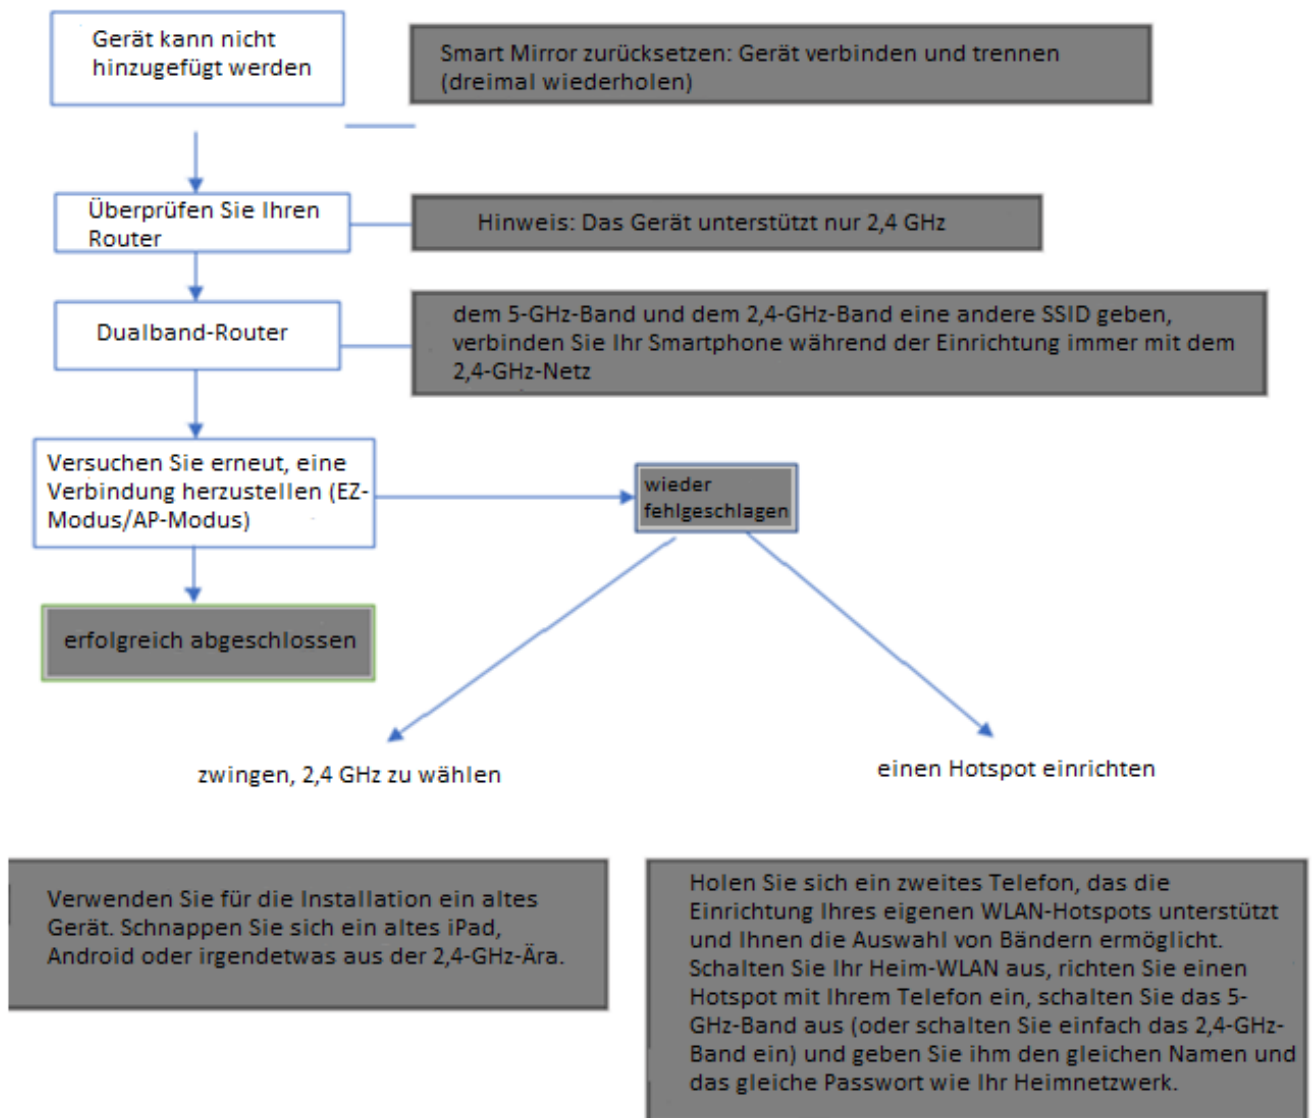 Gerät kann nicht
hinzugefügt werden
Smart Mirror zurücksetzen: Gerät verbinden und trennen
(dreimal wiederholen)
Überprüfen Sie Ihren
Router
Hinweis: Das Gerät unterstützt nur 2,4 GHz
Dualband-Router
dem 5-GHz-Band und dem 2,4-GHz-Band eine andere SSID geben,
verbinden Sie Ihr Smartphone während der Einrichtung immer mit dem
2,4-GHz-Netz
Versuchen Sie erneut, eine
Verbindung herzustellen (EZ-
Modus/AP-Modus)
wieder
fehlgeschlagen
erfolgreich abgeschlossen
zwingen, 2,4 GHz zu wählen
einen Hotspot einrichten
Verwenden Sie für die Installation ein altes
Gerät. Schnappen Sie sich ein altes iPad,
Android oder irgendetwas aus der 2,4-GHz-Ära.
Holen Sie sich ein zweites Telefon, das die
Einrichtung Ihres eigenen WLAN-Hotspots unterstützt
und Ihnen die Auswahl von Bändern ermöglicht.
Schalten Sie Ihr Heim-WLAN aus, richten Sie einen
Hotspot mit Ihrem Telefon ein, schalten Sie das 5-
GHz-Band aus (oder schalten Sie einfach das 2,4-GHz-
Band ein) und geben Sie ihm den gleichen Namen und
das gleiche Passwort wie Ihr Heimnetzwerk.